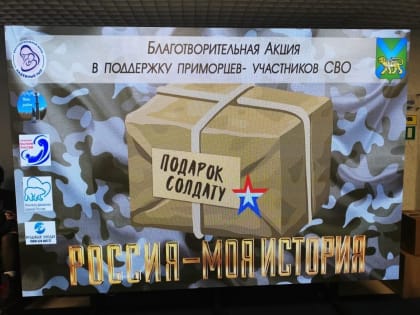 Благотворительная Акция
в поддержку приморцев- участников СВО
ПОДАРОК
СОЛДАТУ
РОССИЯ-МОЯ ИСТОРИЯ